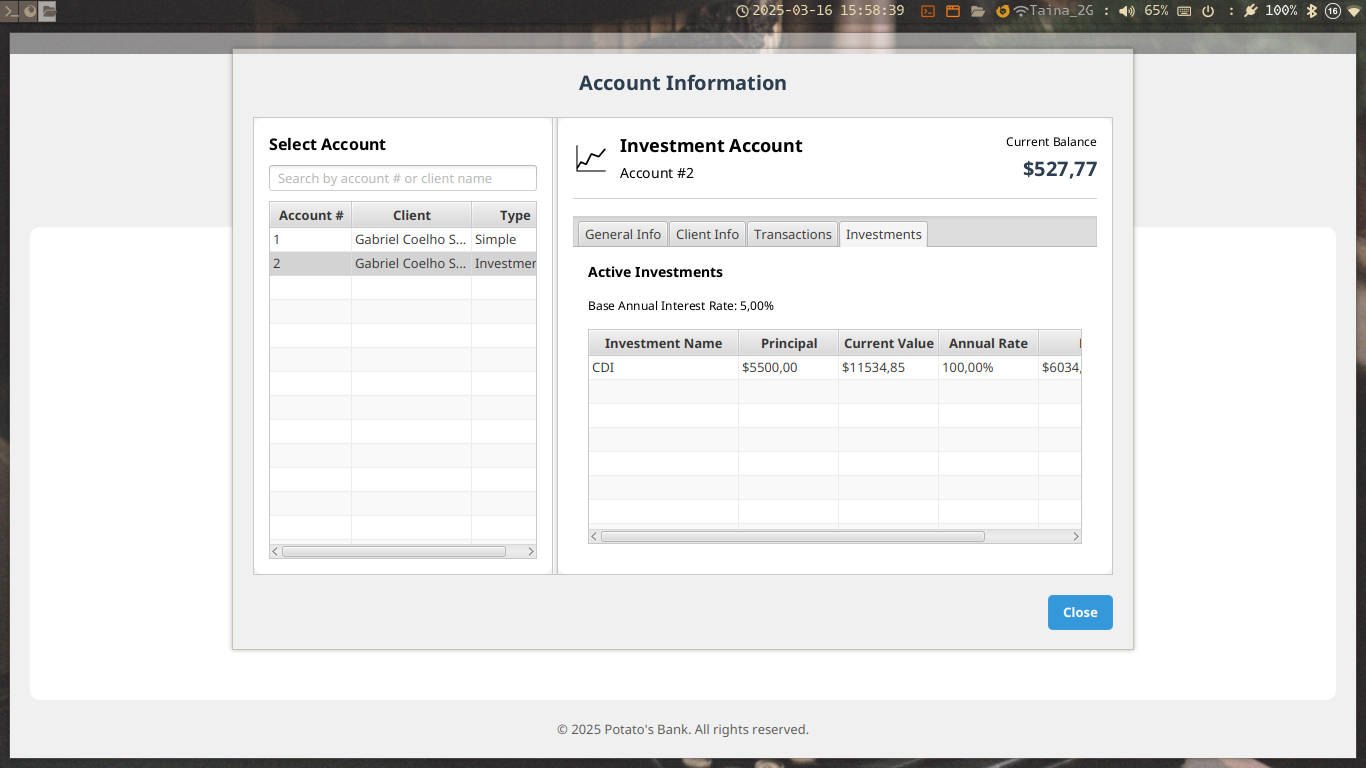 2025-03-16 15:58:39 Taina_2G : 65% : 100% 16
Account Information
Select Account
Search by account # or client name
Account # Client Type
1 Gabriel Coelho S... Simple
2 Gabriel Coelho S... Investmen
Investment Account
Account #2
Current Balance
$527,77
General Info Client Info Transactions Investments
Active Investments
Base Annual Interest Rate: 5,00%
Investment Name Principal Current Value Annual Rate
CDI $5500,00 $11534,85 100,00% $6034,
Close
© 2025 Potato's Bank. All rights reserved.